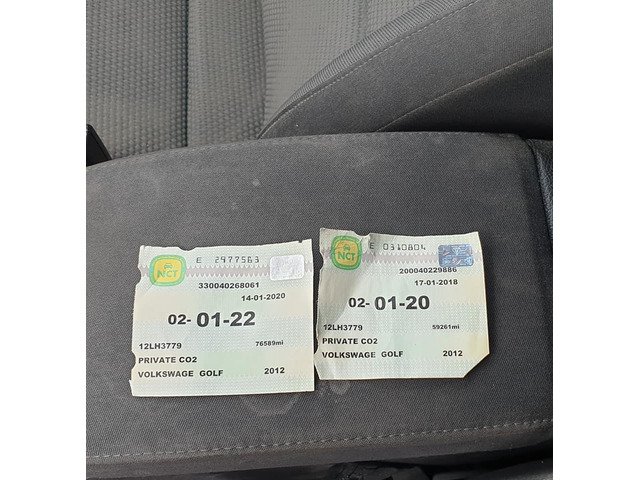 E 2977563
NCT
330040268061
14-01-2020
02- 01-22
12LH3779 76589mi
PRIVATE CO2
VOLKSWAGE GOLF 2012
E 0310804
NCT
200040229886
17-01-2018
02- 01-20
12LH3779 59261mi
PRIVATE CO2
VOLKSWAGE GOLF 2012